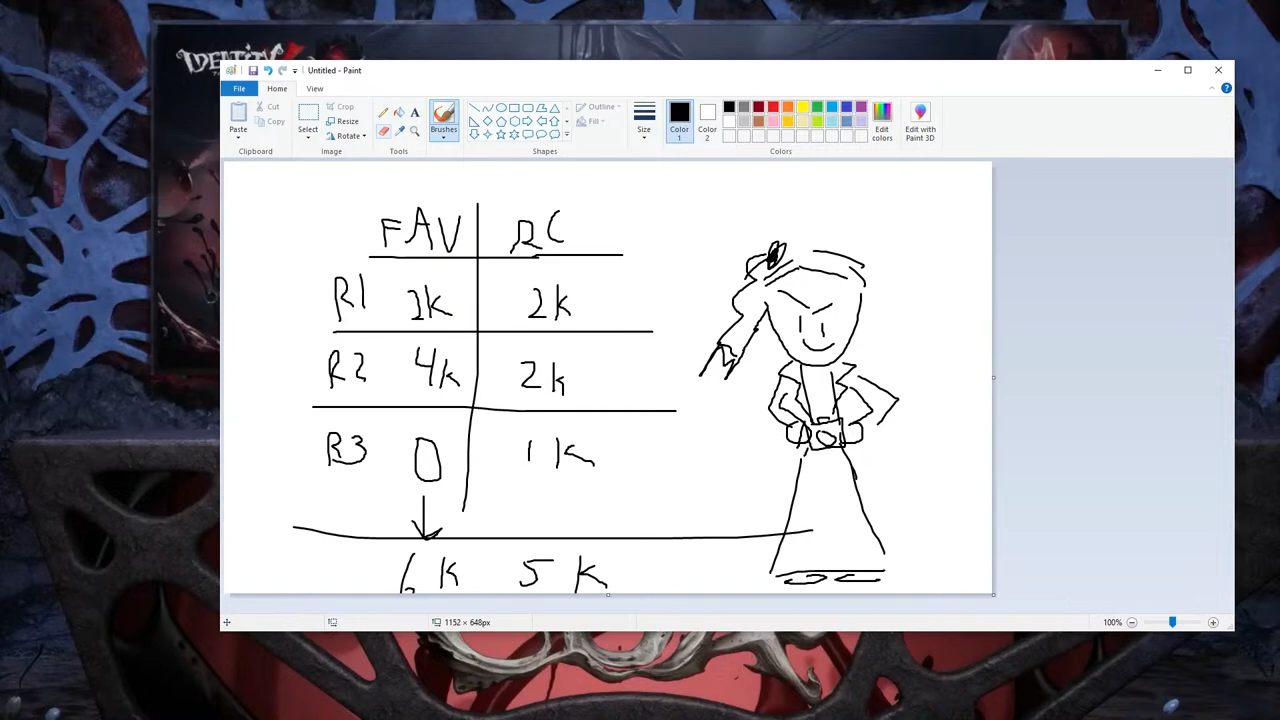 IDENTITY
Untitled - Paint
File Home View
Paste Cut Copy Select Crop Resize Rotate Brushes Outline Fill Size Color 1 Color 2 Edit colors Edit with Paint 3D
Clipboard Image Tools Shapes Colors
FAV RC
R1 2K 2K
R2 4K 2K
R3 0 1K
6K 5K
1152 × 648px 100%